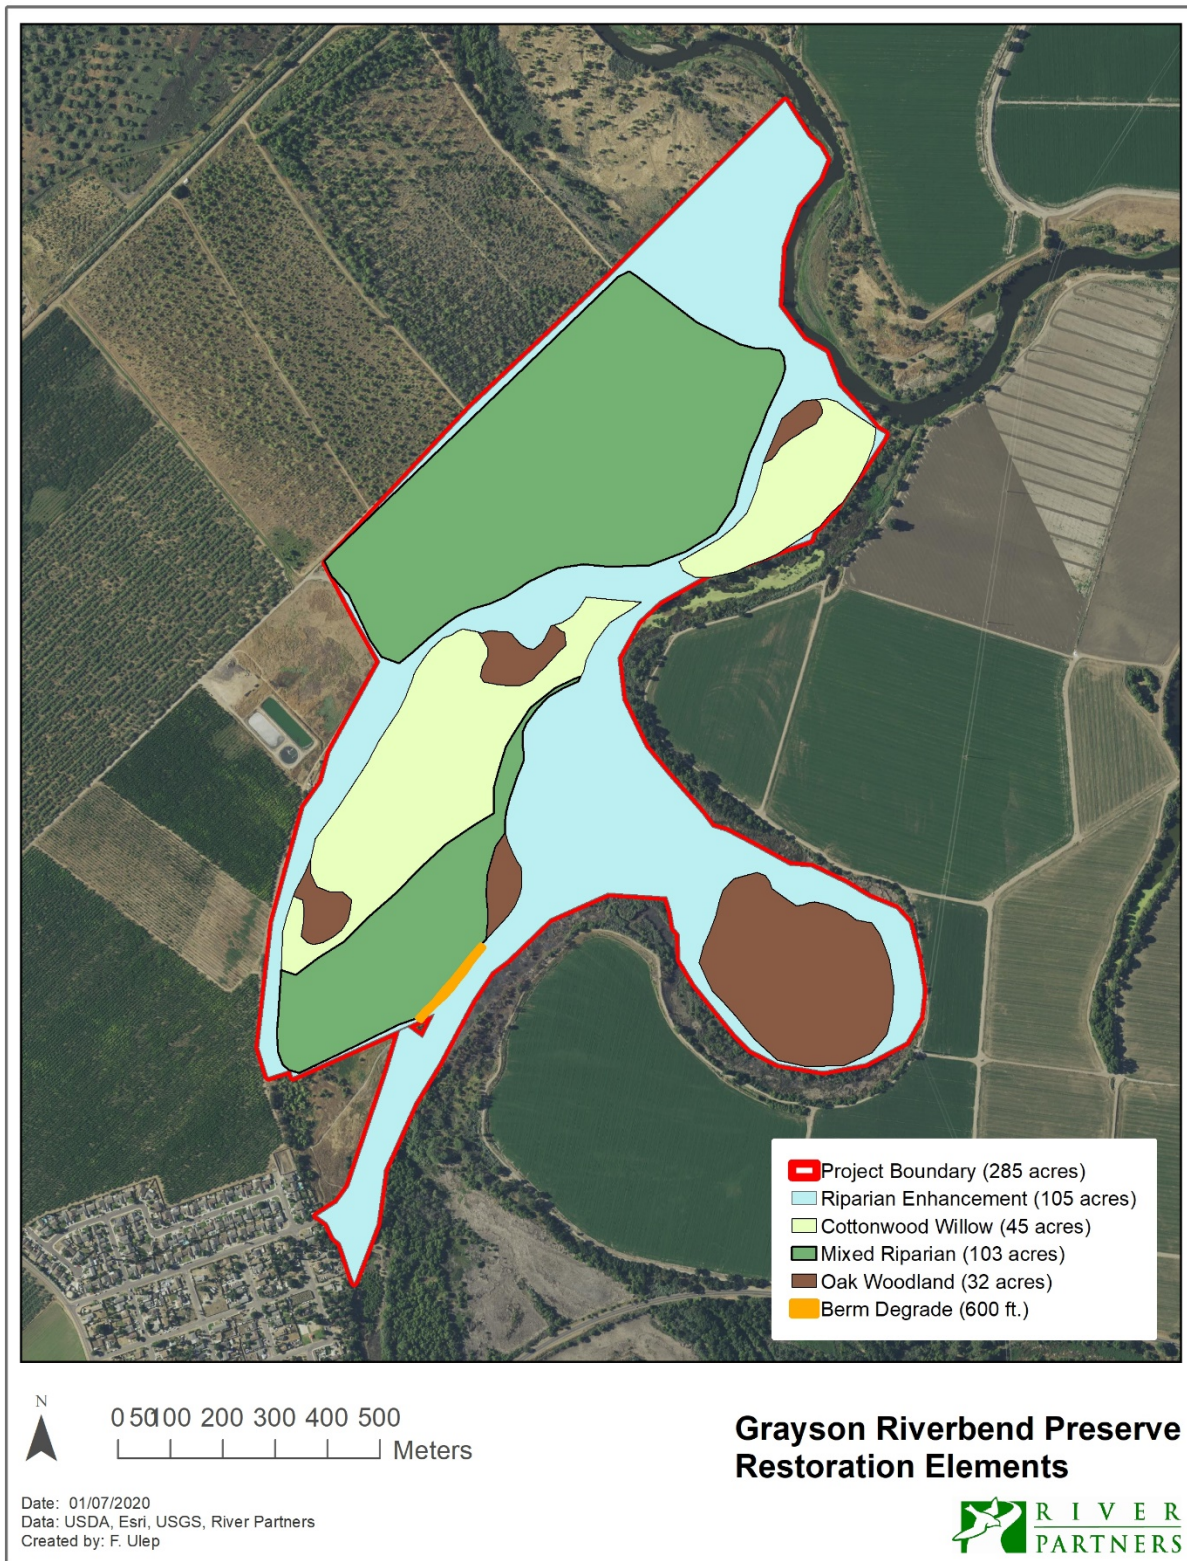 Project Boundary (285 acres)
Riparian Enhancement (105 acres)
Cottonwood Willow (45 acres)
Mixed Riparian (103 acres)
Oak Woodland (32 acres)
Berm Degrade (600 ft.)
N
0 50100 200 300 400 500
Meters
Grayson Riverbend Preserve
Restoration Elements
Date: 01/07/2020
Data: USDA, Esri, USGS, River Partners
Created by: F. Ulep
RIVER
PARTNERS